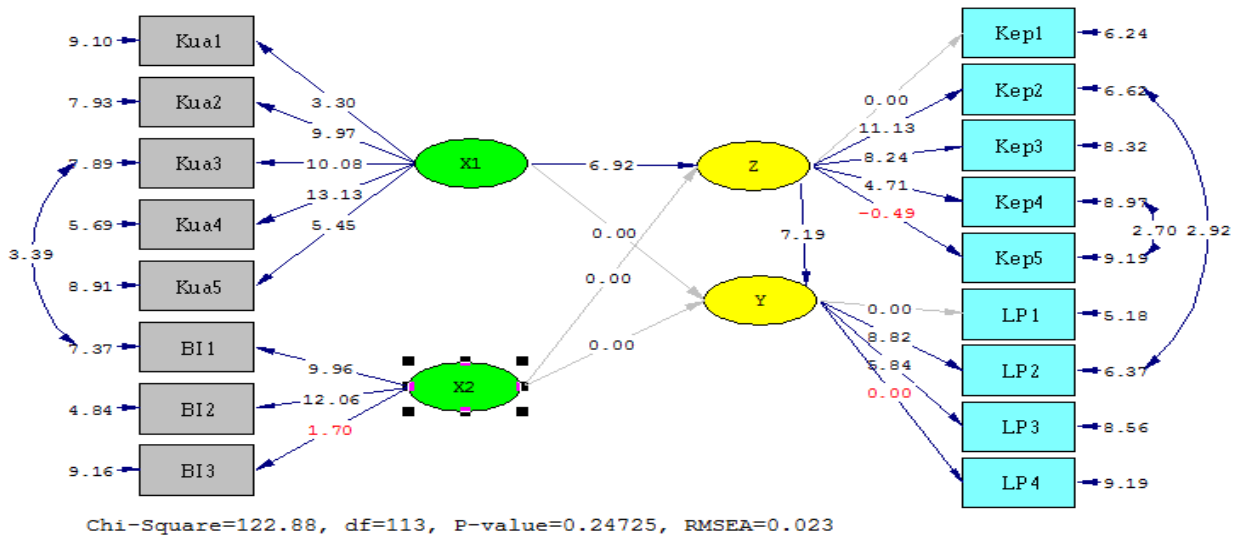 9.10 Kua1
7.93 Kua2
7.89 Kua3
5.69 Kua4
8.91 Kua5
7.37 BI1
4.84 BI2
9.16 BI3
3.39
3.30
9.97
10.08
13.13
5.45
9.96
12.06
1.70
X1
X2
6.92
0.00
0.00
0.00
Z
7.19
Y
0.00
11.13
8.24
4.71
-0.49
0.00
8.82
5.84
0.00
Kep1 6.24
Kep2 6.62
Kep3 8.32
Kep4 8.97
Kep5 9.19
LP1 5.18
LP2 6.37
LP3 8.56
LP4 9.19
2.70 2.92
Chi-Square=122.88, df=113, P-value=0.24725, RMSEA=0.023